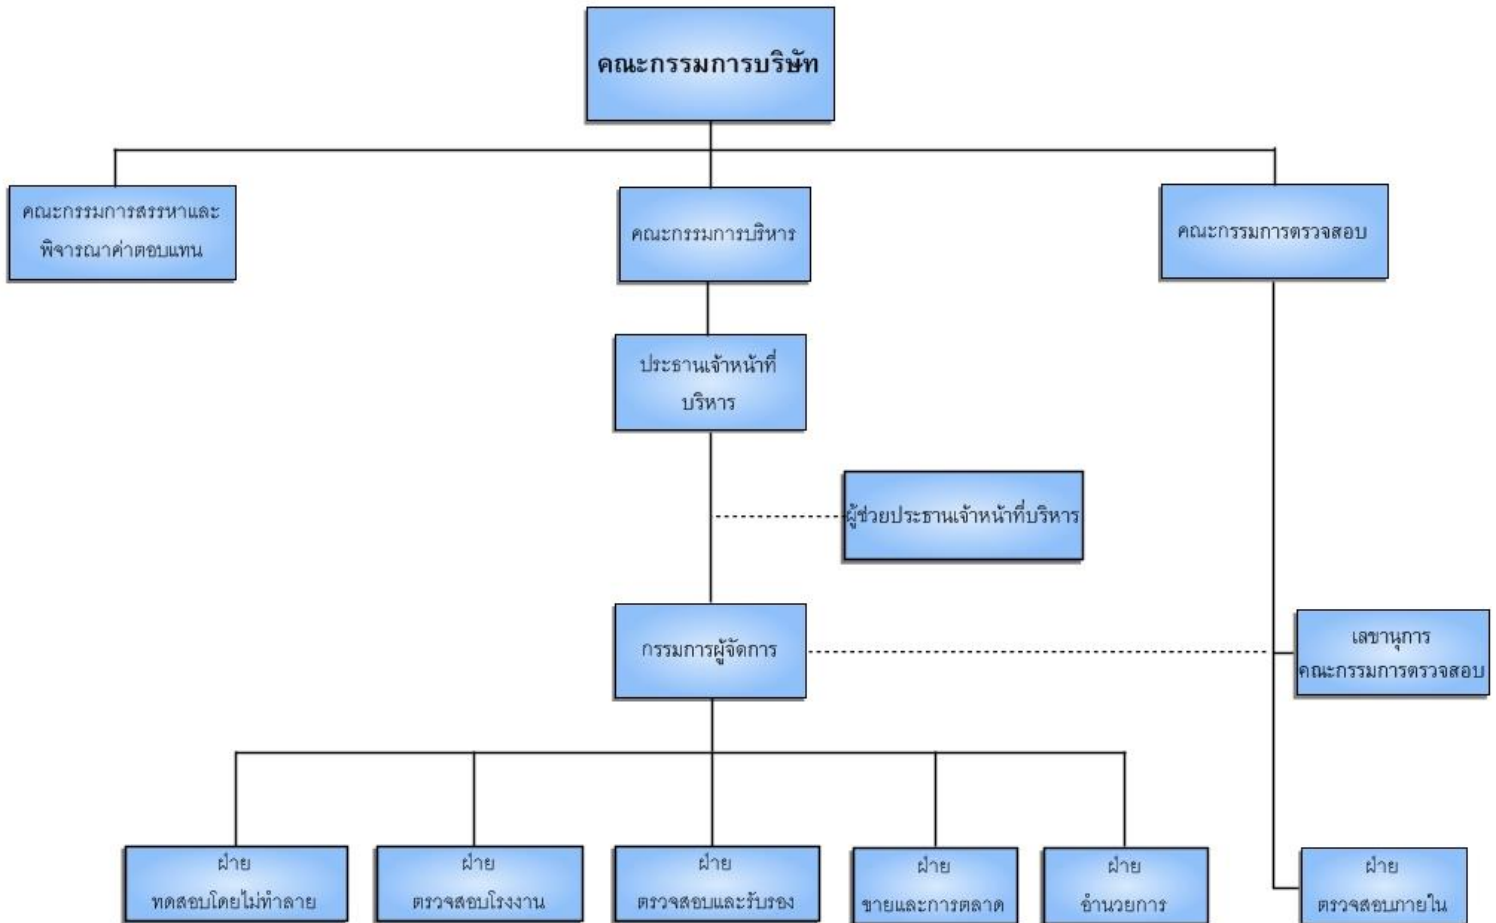 คณะกรรมการบริษัท
คณะกรรมการสรรหาและ
พิจารณาค่าตอบแทน
คณะกรรมการบริหาร
คณะกรรมการตรวจสอบ
ประธานเจ้าหน้าที่
บริหาร
ผู้ช่วยประธานเจ้าหน้าที่บริหาร
กรรมการผู้จัดการ
เลขานุการ
คณะกรรมการตรวจสอบ
ฝ่าย
ทดสอบโดยไม่ทำลาย
ฝ่าย
ตรวจสอบโรงงาน
ฝ่าย
ตรวจสอบและรับรอง
ฝ่าย
ขายและการตลาด
ฝ่าย
อำนวยการ
ฝ่าย
ตรวจสอบภายใน